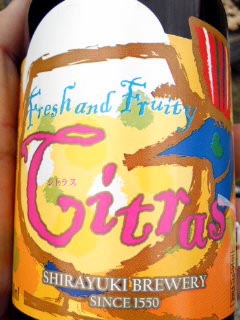 Fresh and Fruity
シトラス
Citras
SHIRAYUKI BREWERY
SINCE 1550